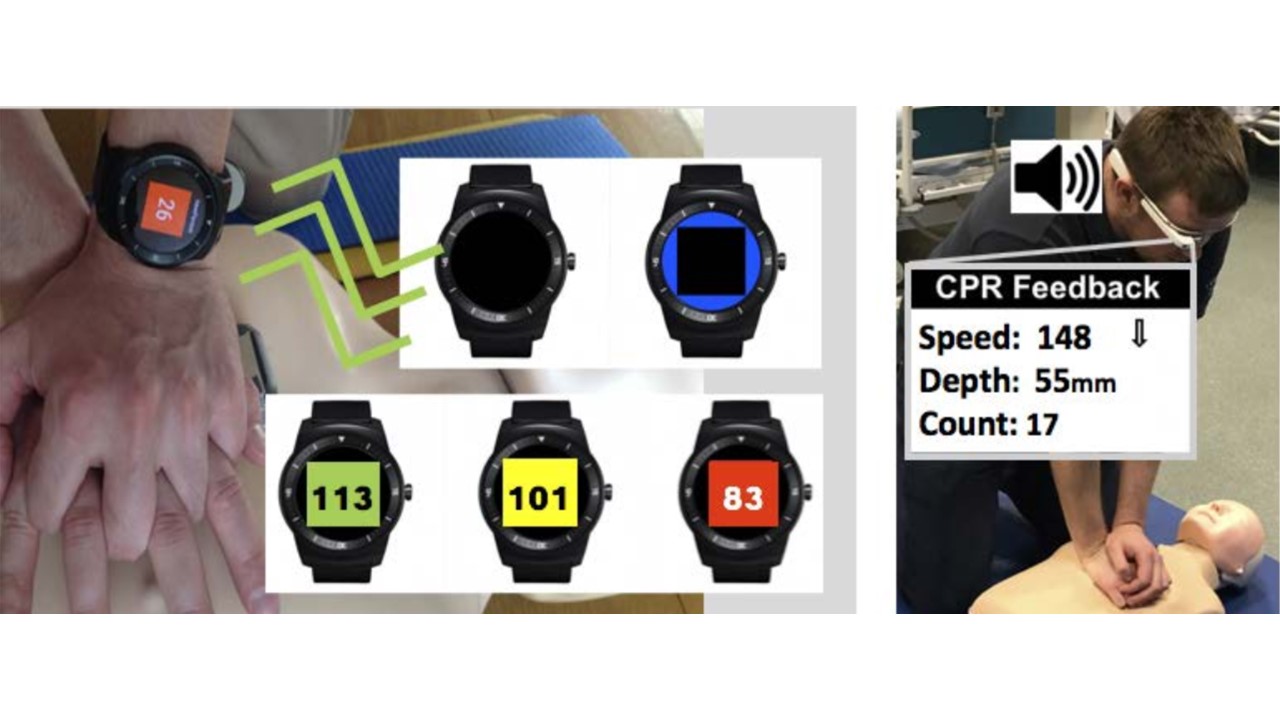 26
113
101
83
CPR Feedback
Speed: 148 ⇩
Depth: 55mm
Count: 17